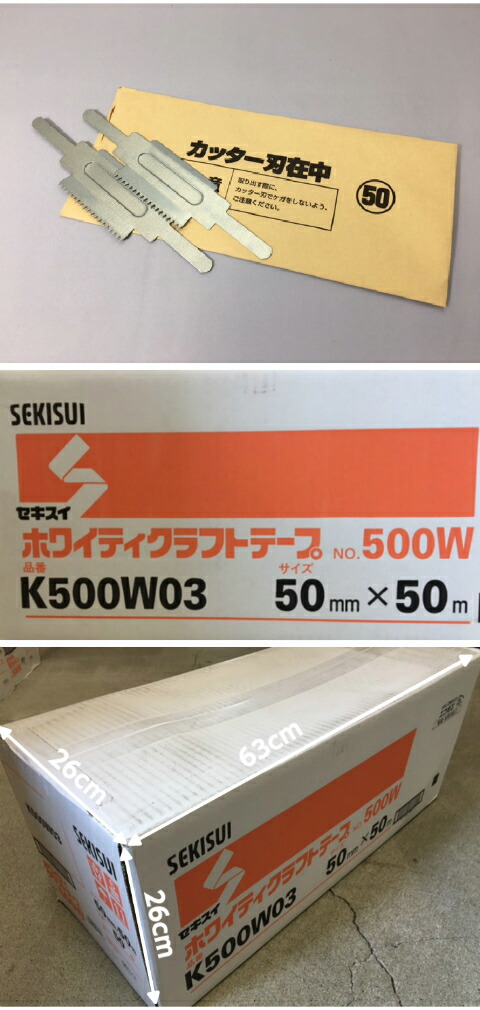 カッター刃在中
意
取り出す際に、
カッター刃でケガをしないよう、
ご注意ください。
50
SEKISUI
セキスイ
ホワイティクラフトテープ NO.500W
品番
サイズ
K500W03 50mm×50m
63cm
26cm
26cm
SEKISUI
セキスイ
ホワイティクラフトテープ NO.500W
品番
50mm×50m
K500W03